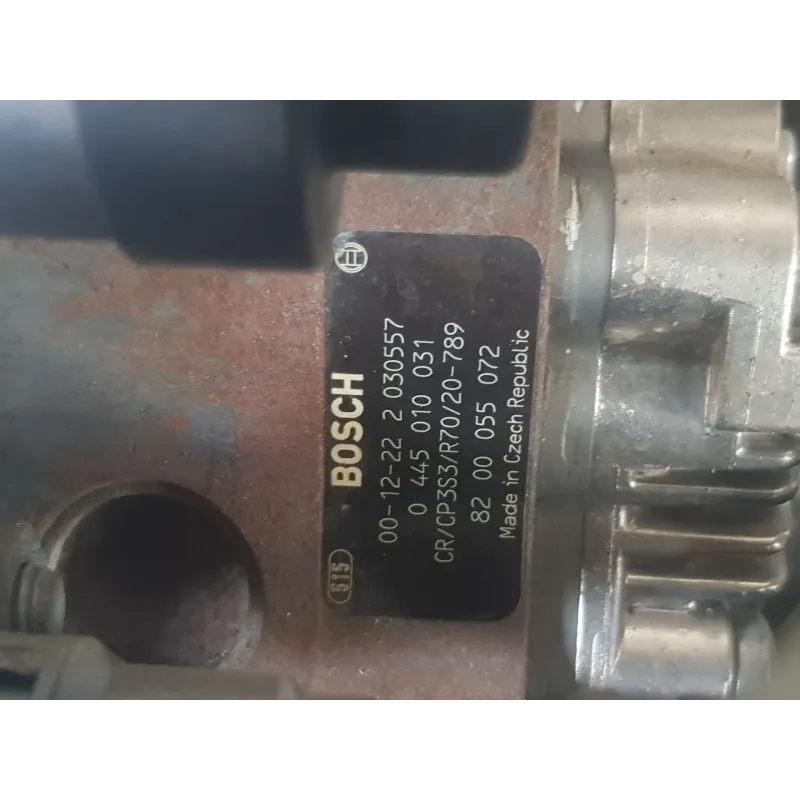 BOSCH
00-12-22 2 030557
0 445 010 031
CR/CP3S3/R70/20-789
82 00 055 072
Made in Czech Republic
515